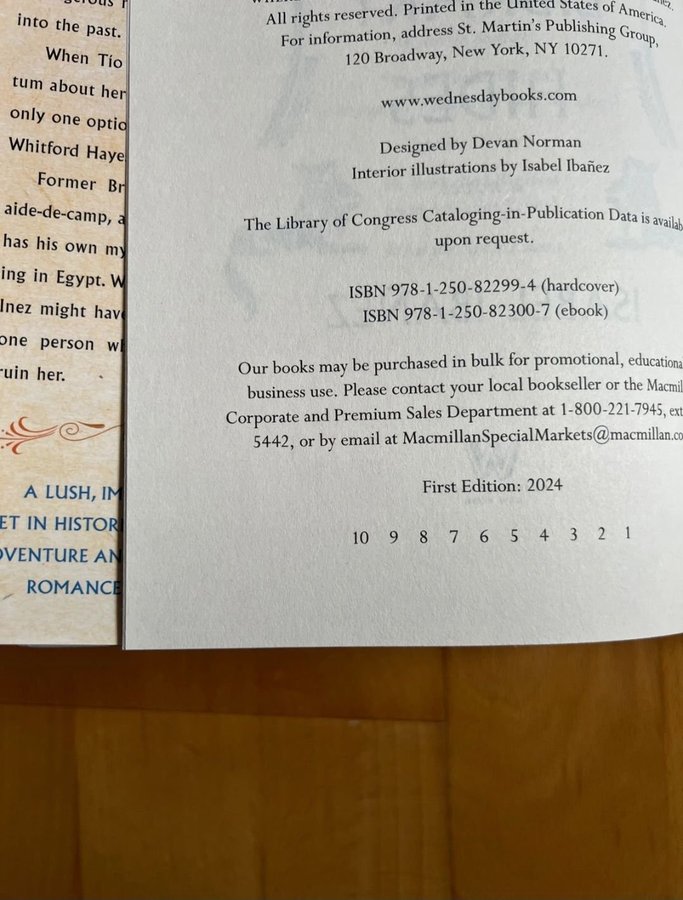 into the past.
When Tío
tum about her
only one optio
Whitford Haye
Former Br
aide-de-camp, a
has his own my
ing in Egypt. W
Inez might have
one person wh
ruin her.
A LUSH, IM
ET IN HISTOR
DVENTURE AN
ROMANCE
All rights reserved. Printed in the United States of America.
For information, address St. Martin's Publishing Group,
120 Broadway, New York, NY 10271.
www.wednesdaybooks.com
Designed by Devan Norman
Interior illustrations by Isabel Ibañez
The Library of Congress Cataloging-in-Publication Data is availab
upon request.
ISBN 978-1-250-82299-4 (hardcover)
ISBN 978-1-250-82300-7 (ebook)
Our books may be purchased in bulk for promotional, educationa
business use. Please contact your local bookseller or the Macmil
Corporate and Premium Sales Department at 1-800-221-7945, ext
5442, or by email at MacmillanSpecialMarkets@macmillan.co
First Edition: 2024
10 9 8 7 6 5 4 3 2 1